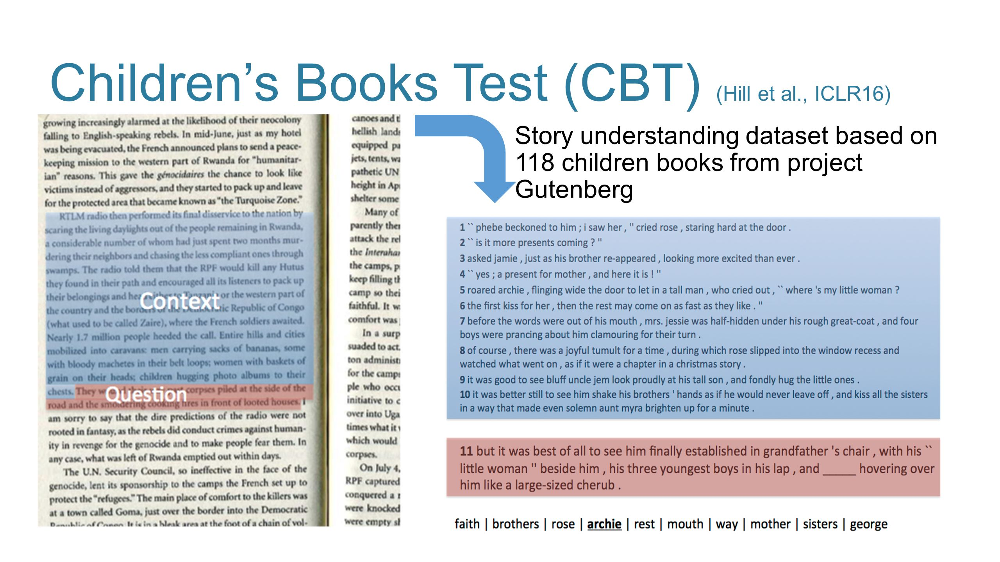 Children’s Books Test (CBT) (Hill et al., ICLR16)
growing increasingly alarmed at the likelihood of their neocolony
falling to English-speaking rebels. In mid-June, just as my hotel
was being evacuated, the French announced plans to send a peace-
keeping mission to the western part of Rwanda for "humanitar-
ian" reasons. This gave the génocidaires the chance to look like
victims instead of aggressors, and they started to pack up and leave
for the protected area that became known as "the Turquoise Zone."
RTLM radio then performed its final disservice to the nation by
scaring the living daylights out of the people remaining in Rwanda,
a considerable number of whom had just spent two months mur-
dering their neighbors and chasing the less compliant ones through
swamps. The radio told them that the RPF would kill any Hutus
they found in their path and encouraged all its listeners to pack up
their belongings and or the western part of
Context
the country and the borders of the Democratic Republic of Congo
(what used to be called Zaire), where the French soldiers awaited.
Nearly 1.7 million people heeded the call. Entire hills and cities
mobilized into caravans: men carrying sacks of bananas, some
with bloody machetes in their belt loops; women with baskets of
grain on their heads; children hugging photo albums to their
chests. They corpses piled at the side of the
Question
road and the smoldering cooking fires in front of looted houses. I
am sorry to say that the dire predictions of the radio were not
rooted in fantasy, as the rebels did conduct crimes against human-
ity in revenge for the genocide and to make people fear them. In
any case, what was left of Rwanda emptied out within days.
The U.N. Security Council, so ineffective in the face of the
genocide, lent its sponsorship to the camps the French set up to
protect the "refugees." The main place of comfort to the killers was
at a town called Goma, just over the border into the Democratic
Republic of Congo. It is in a bleak area at the foot of a chain of vol-
canoes and t
hellish lands
equipped pa
jets, tents, wa
pathetic UN
height in Ap
shelter some
Many of
parently ther
attack the rel
the Interahar
the camps, p
keep filling th
camp so thei
faithful. It w
comfort was
In a surp
suaded to act.
ton administ
for the camps
ple who occu
initiative to c
over into Uga
times what it
which would
corpses.
On July 4,
RPF captured
conquered a
were knocked
were empty sl
Story understanding dataset based on
118 children books from project
Gutenberg
1 `` phebe beckoned to him ; i saw her , '' cried rose , staring hard at the door .
2 `` is it more presents coming ? ''
3 asked jamie , just as his brother re-appeared , looking more excited than ever .
4 `` yes ; a present for mother , and here it is ! ''
5 roared archie , flinging wide the door to let in a tall man , who cried out , `` where 's my little woman ?
6 the first kiss for her , then the rest may come on as fast as they like . ''
7 before the words were out of his mouth , mrs. jessie was half-hidden under his rough great-coat , and four
boys were prancing about him clamouring for their turn .
8 of course , there was a joyful tumult for a time , during which rose slipped into the window recess and
watched what went on , as if it were a chapter in a christmas story .
9 it was good to see bluff uncle jem look proudly at his tall son , and fondly hug the little ones .
10 it was better still to see him shake his brothers ' hands as if he would never leave off , and kiss all the sisters
in a way that made even solemn aunt myra brighten up for a minute .
11 but it was best of all to see him finally established in grandfather 's chair , with his ``
little woman '' beside him , his three youngest boys in his lap , and _____ hovering over
him like a large-sized cherub .
faith | brothers | rose | archie | rest | mouth | way | mother | sisters | george